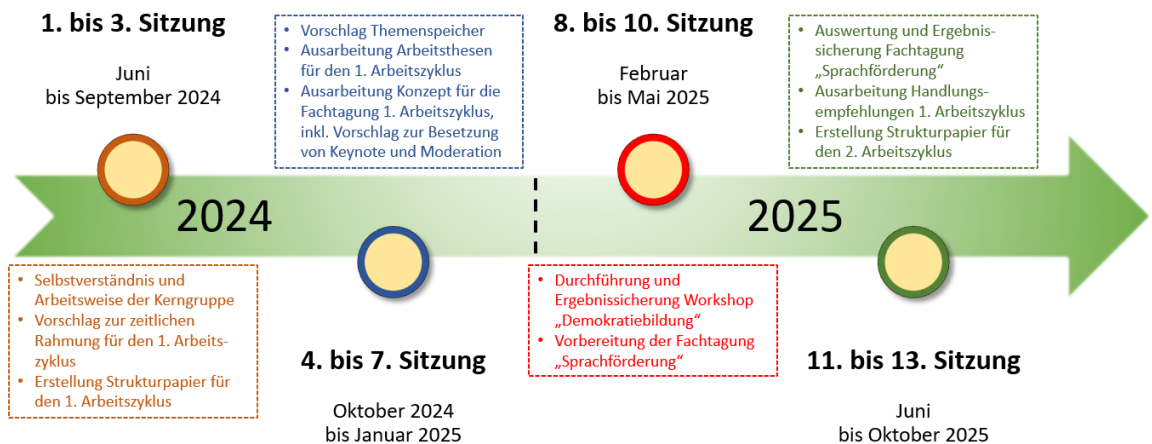 1. bis 3. Sitzung
Juni
bis September 2024
• Selbstverständnis und
Arbeitsweise der Kerngruppe
• Vorschlag zur zeitlichen
Rahmung für den 1. Arbeits-
zyklus
• Erstellung Strukturpapier für
den 1. Arbeitszyklus
• Vorschlag Themenspeicher
• Ausarbeitung Arbeitsthesen
für den 1. Arbeitszyklus
• Ausarbeitung Konzept für die
Fachtagung 1. Arbeitszyklus,
inkl. Vorschlag zur Besetzung
von Keynote und Moderation
2024
4. bis 7. Sitzung
Oktober 2024
bis Januar 2025
8. bis 10. Sitzung
Februar
bis Mai 2025
• Durchführung und
Ergebnissicherung Workshop
„Demokratiebildung“
• Vorbereitung der Fachtagung
„Sprachförderung“
2025
• Auswertung und Ergebnis-
sicherung Fachtagung
„Sprachförderung“
• Ausarbeitung Handlungs-
empfehlungen 1. Arbeitszyklus
• Erstellung Strukturpapier für
den 2. Arbeitszyklus
11. bis 13. Sitzung
Juni
bis Oktober 2025